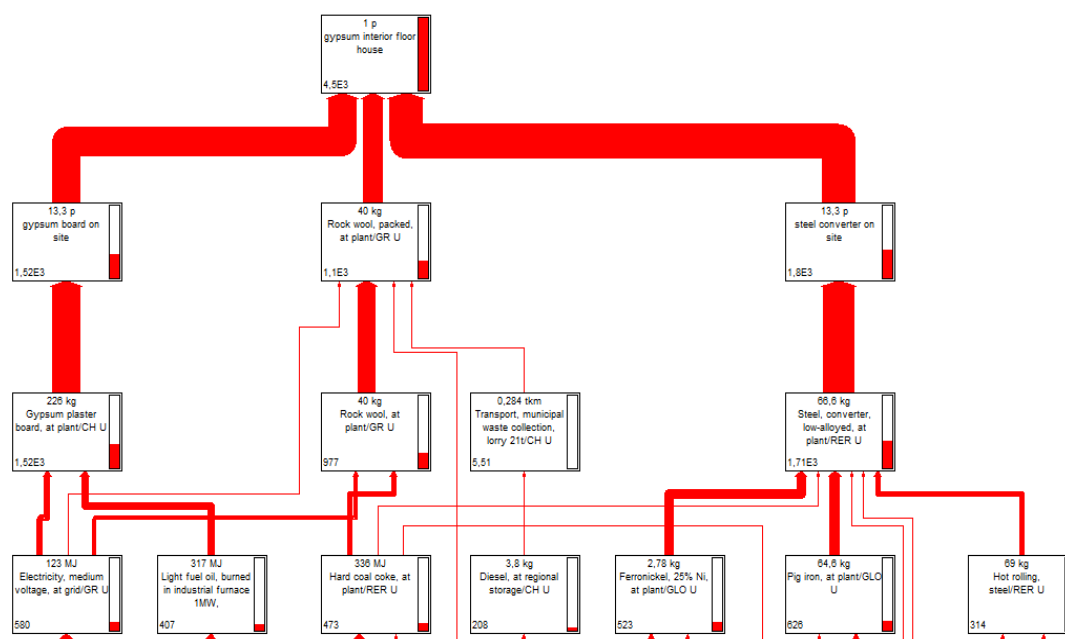 1 p
gypsum interior floor
house
4,5E3
13,3 p
gypsum board on
site
1,52E3
40 kg
Rock wool, packed,
at plant/GR U
1,1E3
13,3 p
steel converter on
site
1,8E3
226 kg
Gypsum plaster
board, at plant/CH U
1,52E3
40 kg
Rock wool, at
plant/GR U
977
0,284 tkm
Transport, municipal
waste collection,
lorry 21t/CH U
5,51
66,6 kg
Steel, converter,
low-alloyed, at
plant/RER U
1,71E3
123 MJ
Electricity, medium
voltage, at grid/GR U
580
317 MJ
Light fuel oil, burned
in industrial furnace
1MW,
407
336 MJ
Hard coal coke, at
plant/RER U
473
3,8 kg
Diesel, at regional
storage/CH U
208
2,78 kg
Ferronickel, 25% Ni,
at plant/GLO U
523
64,6 kg
Pig iron, at plant/GLO
U
626
69 kg
Hot rolling,
steel/RER U
314